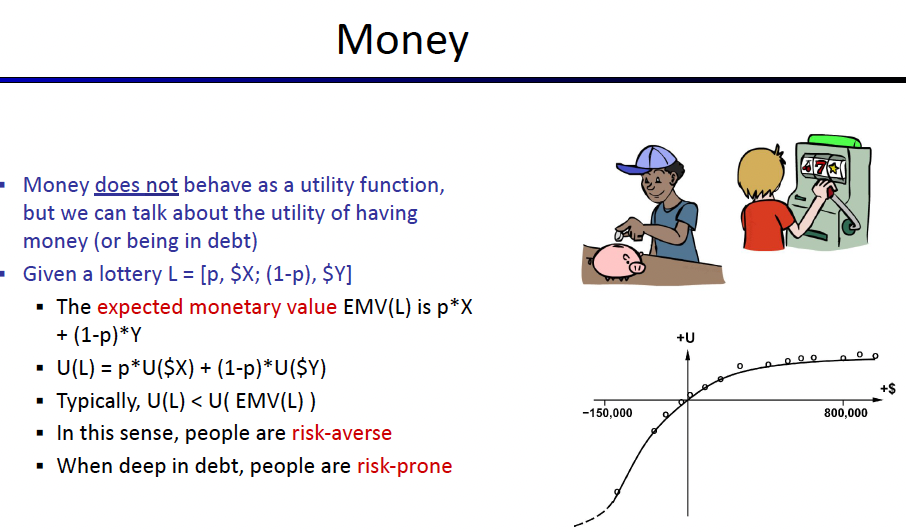 Money
▪ Money does not behave as a utility function,
but we can talk about the utility of having
money (or being in debt)
▪ Given a lottery L = [p, $X; (1-p), $Y]
▪ The expected monetary value EMV(L) is p*X
+ (1-p)*Y
▪ U(L) = p*U($X) + (1-p)*U($Y)
▪ Typically, U(L) < U( EMV(L) )
▪ In this sense, people are risk-averse
▪ When deep in debt, people are risk-prone
7
+U
+$
−150,000
800,000